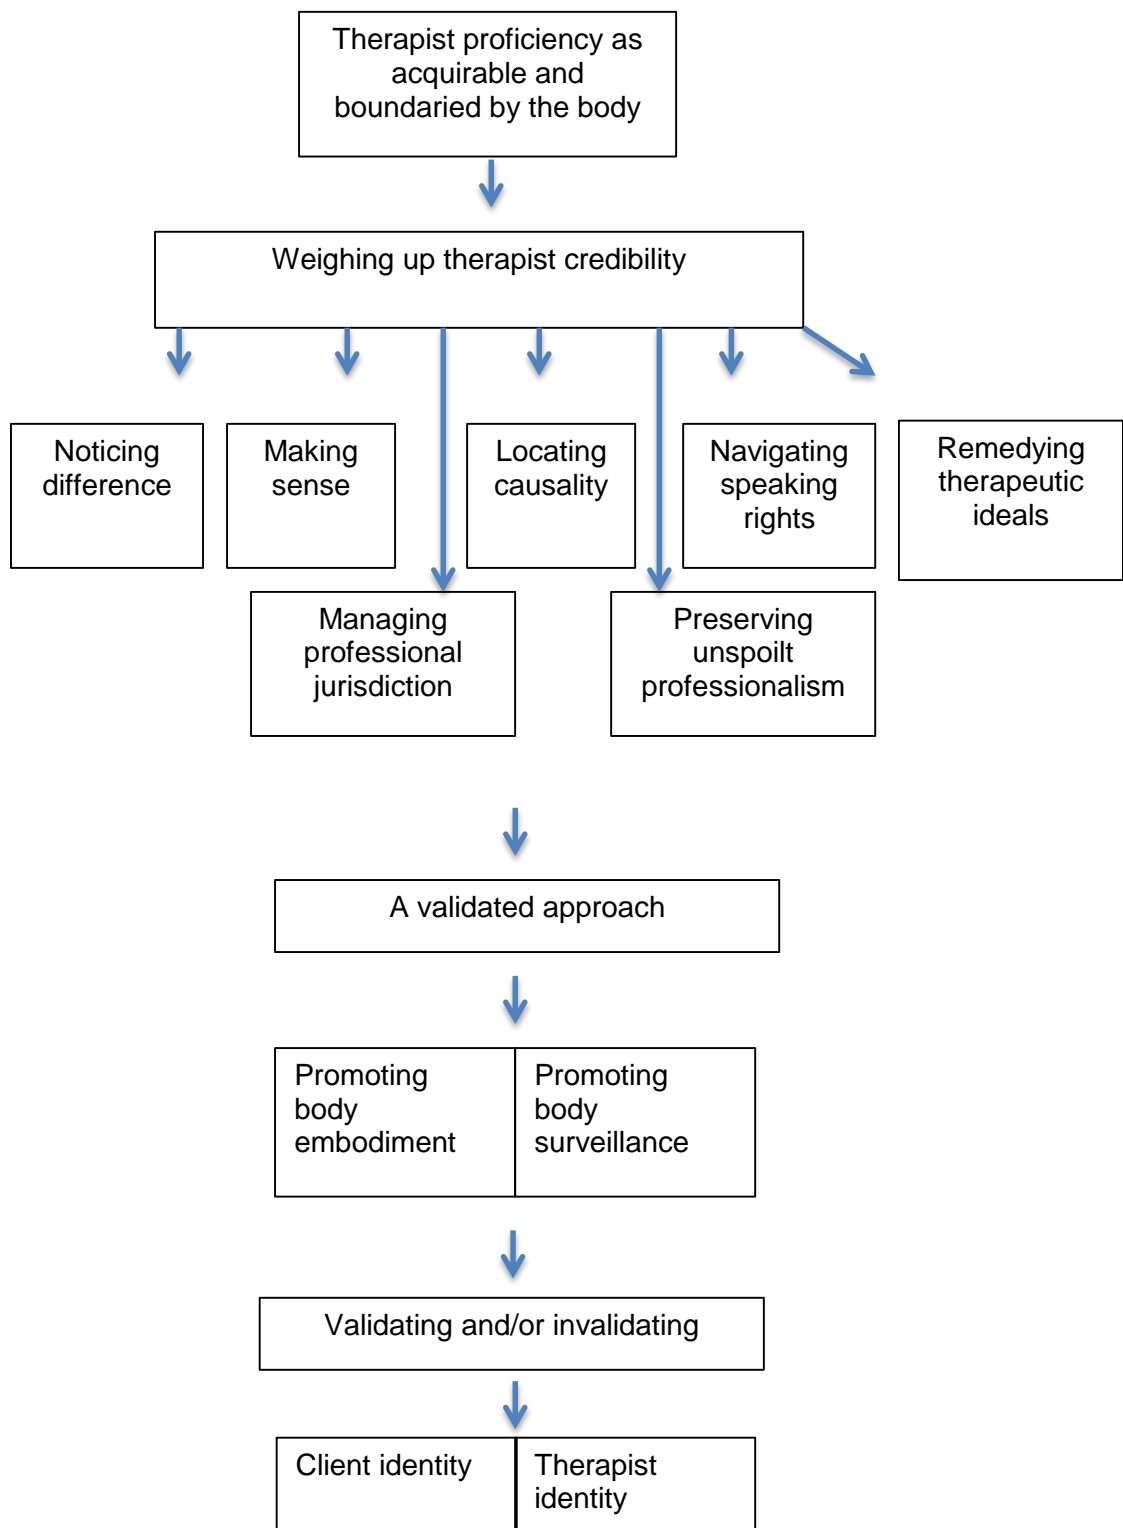 Therapist proficiency as
acquirable and
boundaried by the body
Weighing up therapist credibility
Noticing
difference
Making
sense
Locating
causality
Navigating
speaking
rights
Remedying
therapeutic
ideals
Managing
professional
jurisdiction
Preserving
unspoilt
professionalism
A validated approach
Promoting
body
embodiment
Promoting
body
surveillance
Validating and/or invalidating
Client identity
Therapist
identity